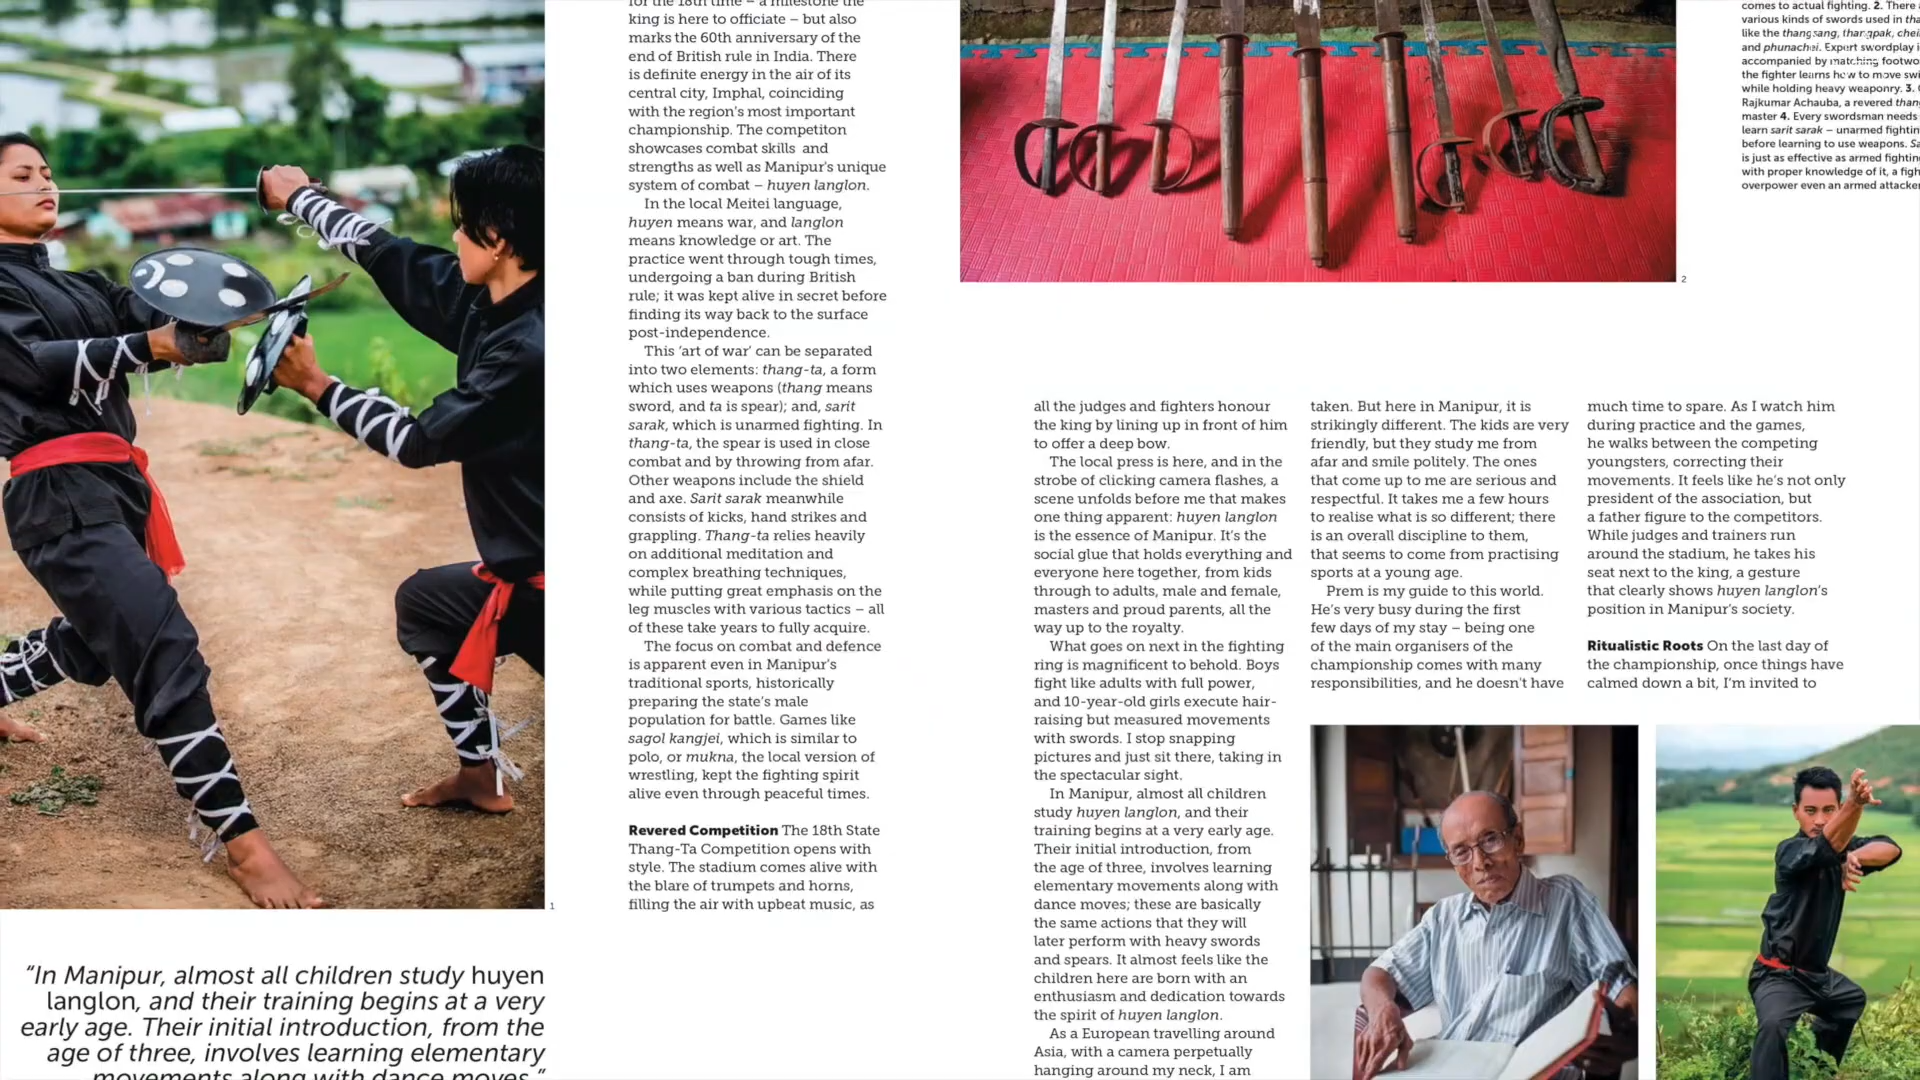 for the 18th time – a milestone the
king is here to officiate – but also
marks the 60th anniversary of the
end of British rule in India. There
is definite energy in the air of its
central city, Imphal, coinciding
with the region's most important
championship. The competiton
showcases combat skills and
strengths as well as Manipur's unique
system of combat – huyen langlon.
In the local Meitei language,
huyen means war, and langlon
means knowledge or art. The
practice went through tough times,
undergoing a ban during British
rule; it was kept alive in secret before
finding its way back to the surface
post-independence.
This 'art of war' can be separated
into two elements: thang-ta, a form
which uses weapons (thang means
sword, and ta is spear); and, sarit
sarak, which is unarmed fighting. In
thang-ta, the spear is used in close
combat and by throwing from afar.
Other weapons include the shield
and axe. Sarit sarak meanwhile
consists of kicks, hand strikes and
grappling. Thang-ta relies heavily
on additional meditation and
complex breathing techniques,
while putting great emphasis on the
leg muscles with various tactics – all
of these take years to fully acquire.
The focus on combat and defence
is apparent even in Manipur's
traditional sports, historically
preparing the state's male
population for battle. Games like
sagol kangjei, which is similar to
polo, or mukna, the local version of
wrestling, kept the fighting spirit
alive even through peaceful times.
Revered Competition The 18th State
Thang-Ta Competition opens with
style. The stadium comes alive with
the blare of trumpets and horns,
filling the air with upbeat music, as
1
"In Manipur, almost all children study huyen
langlon, and their training begins at a very
early age. Their initial introduction, from the
age of three, involves learning elementary
movements along with dance moves."
2
comes to actual fighting. 2. There
various kinds of swords used in
like the thangsang, thangpak,
and phunachei. Expert swordplay
accompanied by matching
the fighter learns how to move
while holding heavy weaponry. 3.
Rajkumar Achauba, a revered
master 4. Every swordsman needs
learn sarit sarak – unarmed
before learning to use weapons.
is just as effective as armed
with proper knowledge of it, a
overpower even an armed
all the judges and fighters honour
the king by lining up in front of him
to offer a deep bow.
The local press is here, and in the
strobe of clicking camera flashes, a
scene unfolds before me that makes
one thing apparent: huyen langlon
is the essence of Manipur. It's the
social glue that holds everything and
everyone here together, from kids
through to adults, male and female,
masters and proud parents, all the
way up to the royalty.
What goes on next in the fighting
ring is magnificent to behold. Boys
fight like adults with full power,
and 10-year-old girls execute hair-
raising but measured movements
with swords. I stop snapping
pictures and just sit there, taking in
the spectacular sight.
In Manipur, almost all children
study huyen langlon, and their
training begins at a very early age.
Their initial introduction, from
the age of three, involves learning
elementary movements along with
dance moves; these are basically
the same actions that they will
later perform with heavy swords
and spears. It almost feels like the
children here are born with an
enthusiasm and dedication towards
the spirit of huyen langlon.
As a European travelling around
Asia, with a camera perpetually
hanging around my neck, I am
taken. But here in Manipur, it is
strikingly different. The kids are very
friendly, but they study me from
afar and smile politely. The ones
that come up to me are serious and
respectful. It takes me a few hours
to realise what is so different; there
is an overall discipline to them,
that seems to come from practising
sports at a young age.
Prem is my guide to this world.
He's very busy during the first
few days of my stay – being one
of the main organisers of the
championship comes with many
responsibilities, and he doesn't have
much time to spare. As I watch him
during practice and the games,
he walks between the competing
youngsters, correcting their
movements. It feels like he's not only
president of the association, but
a father figure to the competitors.
While judges and trainers run
around the stadium, he takes his
seat next to the king, a gesture
that clearly shows huyen langlon's
position in Manipur's society.
Ritualistic Roots On the last day of
the championship, once things have
calmed down a bit, I'm invited to